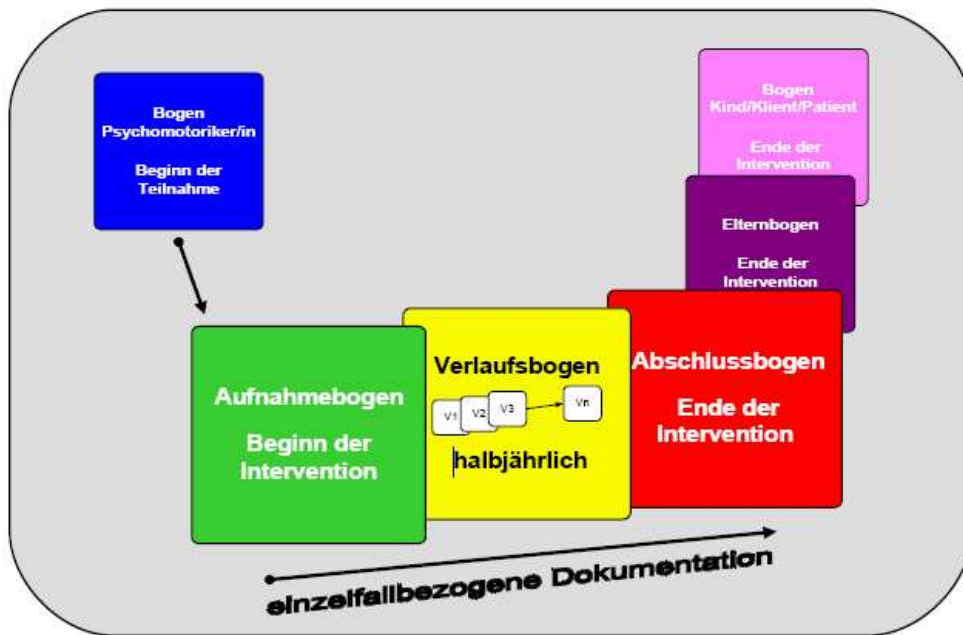 Bogen
Psychomotoriker/in
Beginn der
Teilnahme
Bogen
Kind/Klient/Patient
Ende der
Intervention
Elternbogen
Ende der
Intervention
Aufnahmebogen
Beginn der
Intervention
Verlaufsbogen
V1 V2 V3 Vn
halbjährlich
Abschlussbogen
Ende der
Intervention
einzelfallbezogene Dokumentation